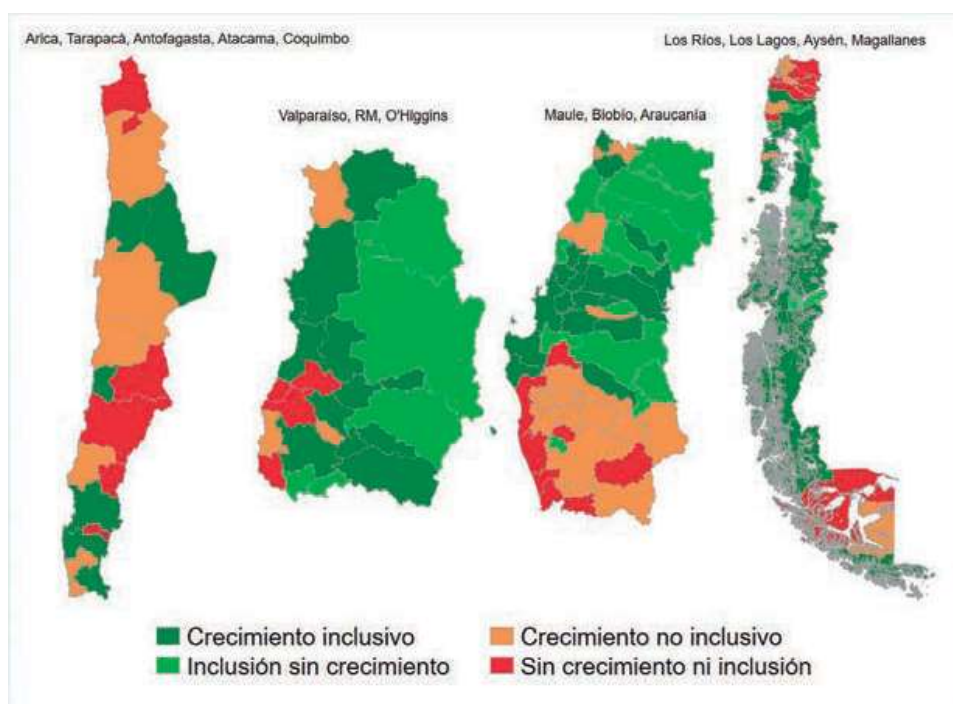 Arica, Tarapacá, Antofagasta, Atacama, Coquimbo
Los Ríos, Los Lagos, Aysén, Magallanes
Valparaíso, RM, O'Higgins
Maule, Biobío, Araucanía
Crecimiento inclusivo
Crecimiento no inclusivo
Inclusión sin crecimiento
Sin crecimiento ni inclusión